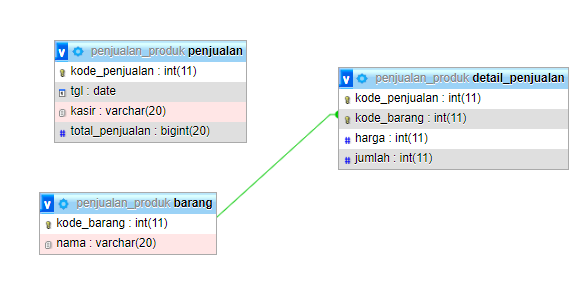 v penjualan_produk penjualan
kode_penjualan : int(11)
tgl : date
kasir : varchar(20)
# total_penjualan : bigint(20)
v penjualan_produk detail_penjualan
kode_penjualan : int(11)
kode_barang : int(11)
# harga : int(11)
# jumlah : int(11)
v penjualan_produk barang
kode_barang : int(11)
nama : varchar(20)